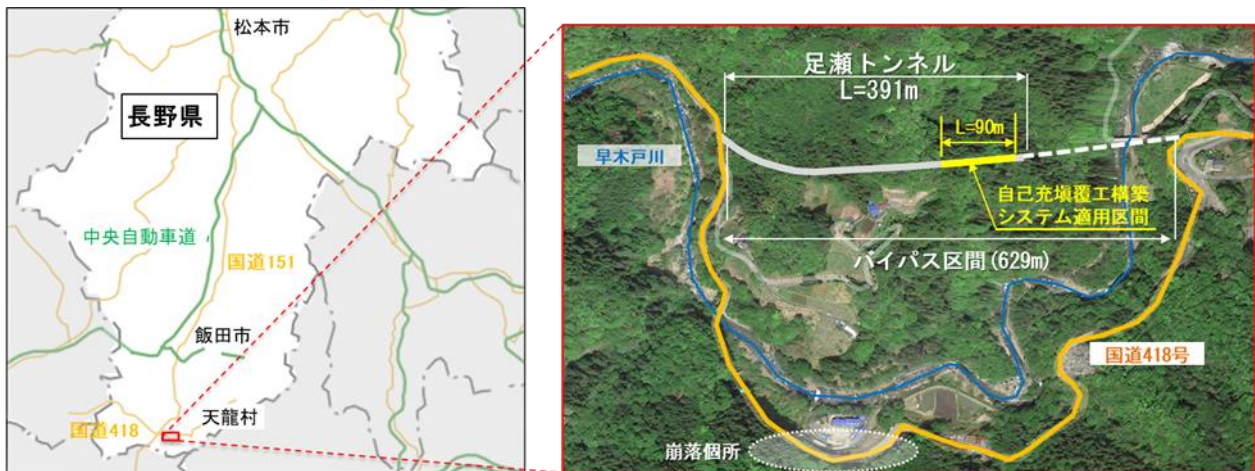 松本市
長野県
中央自動車道
国道151
飯田市
天龍村
国道418
足瀬トンネル
L=391m
L=90m
早木戸川
自己充填覆工構築
システム適用区間
バイパス区間(629m)
国道418号
崩落個所